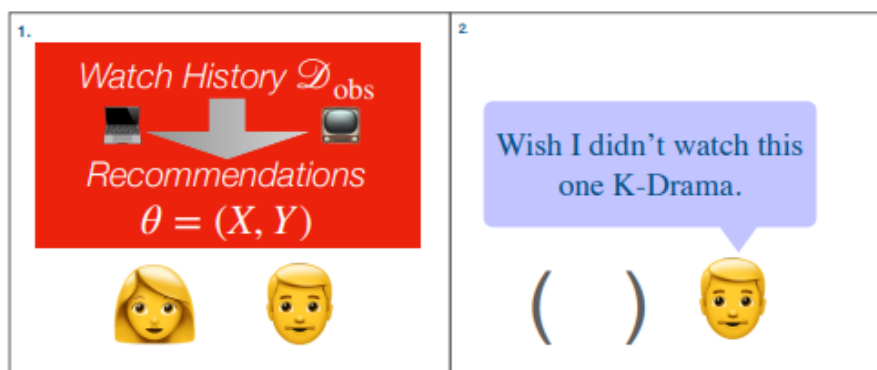 1.
Watch History 𝒟obs
Recommendations
θ = (X, Y)
2
Wish I didn't watch this
one K-Drama.
( )